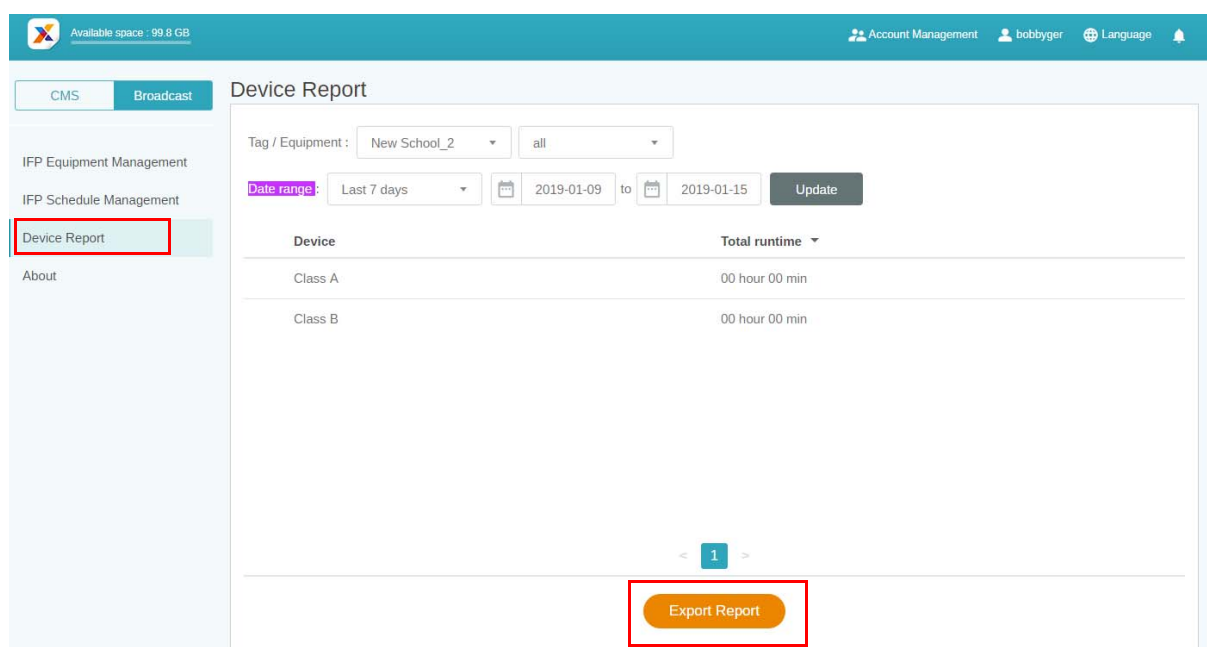 Available space : 99.8 GB
Account Management
bobbyger
Language
CMS
Broadcast
IFP Equipment Management
IFP Schedule Management
Device Report
About
Device Report
Tag / Equipment : New School_2 all
Date range : Last 7 days 2019-01-09 to 2019-01-15 Update
Device Total runtime
Class A 00 hour 00 min
Class B 00 hour 00 min
< 1 >
Export Report